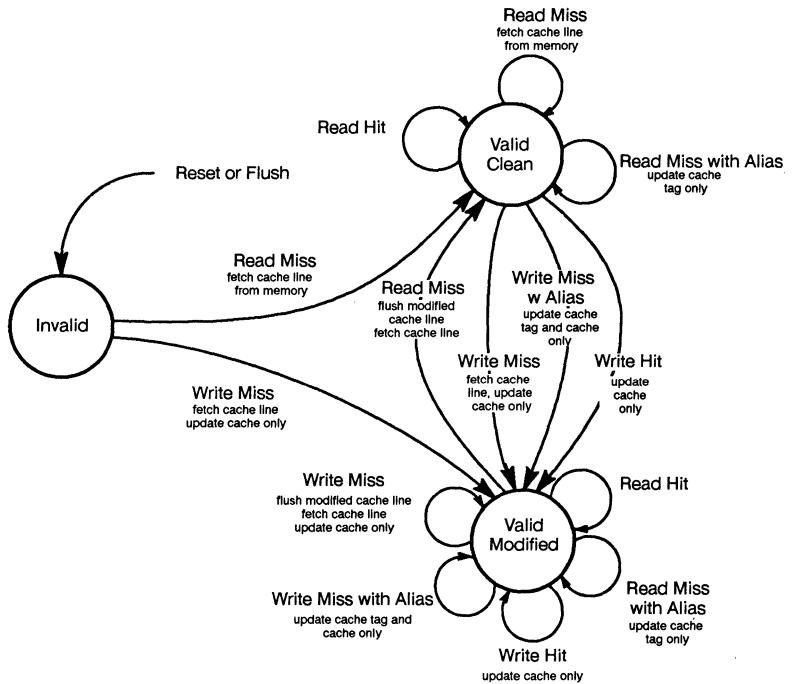 Read Miss
fetch cache line
from memory
Read Hit
Valid
Clean
Read Miss with Alias
update cache
tag only
Reset or Flush
Read Miss
fetch cache line
from memory
Invalid
Read Miss
flush modified
cache line
fetch cache line
Write Miss
w Alias
update cache
tag and cache
only
Write Miss
fetch cache
line, update
cache only
Write Hit
update
cache
only
Write Miss
fetch cache line
update cache only
Write Miss
flush modified cache line
fetch cache line
update cache only
Valid
Modified
Read Hit
Write Miss with Alias
update cache tag and
cache only
Read Miss
with Alias
update cache
tag only
Write Hit
update cache only